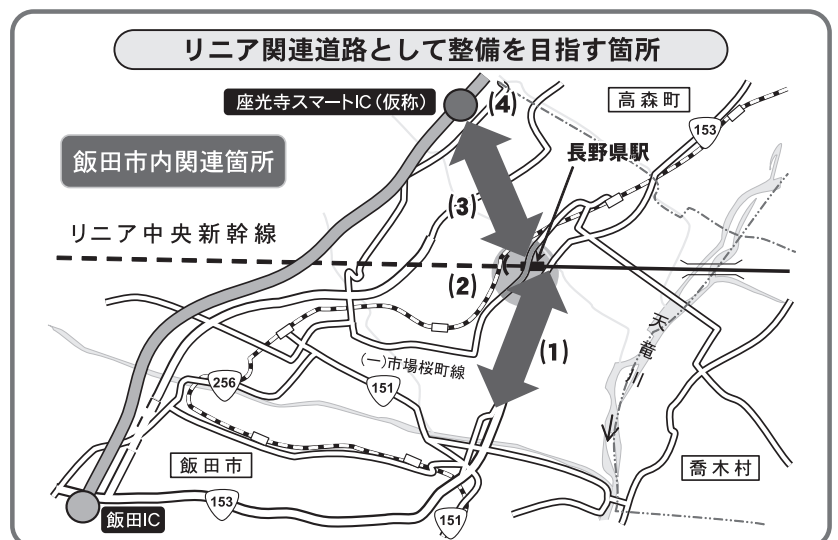 リニア関連道路として整備を目指す箇所
座光寺スマートIC(仮称)
(4)
高森町
153
飯田市内関連箇所
長野県駅
(3)
リニア中央新幹線
(2)
天竜川
(1)
(一)市場桜町線
256
151
飯田市
喬木村
153
飯田IC
151